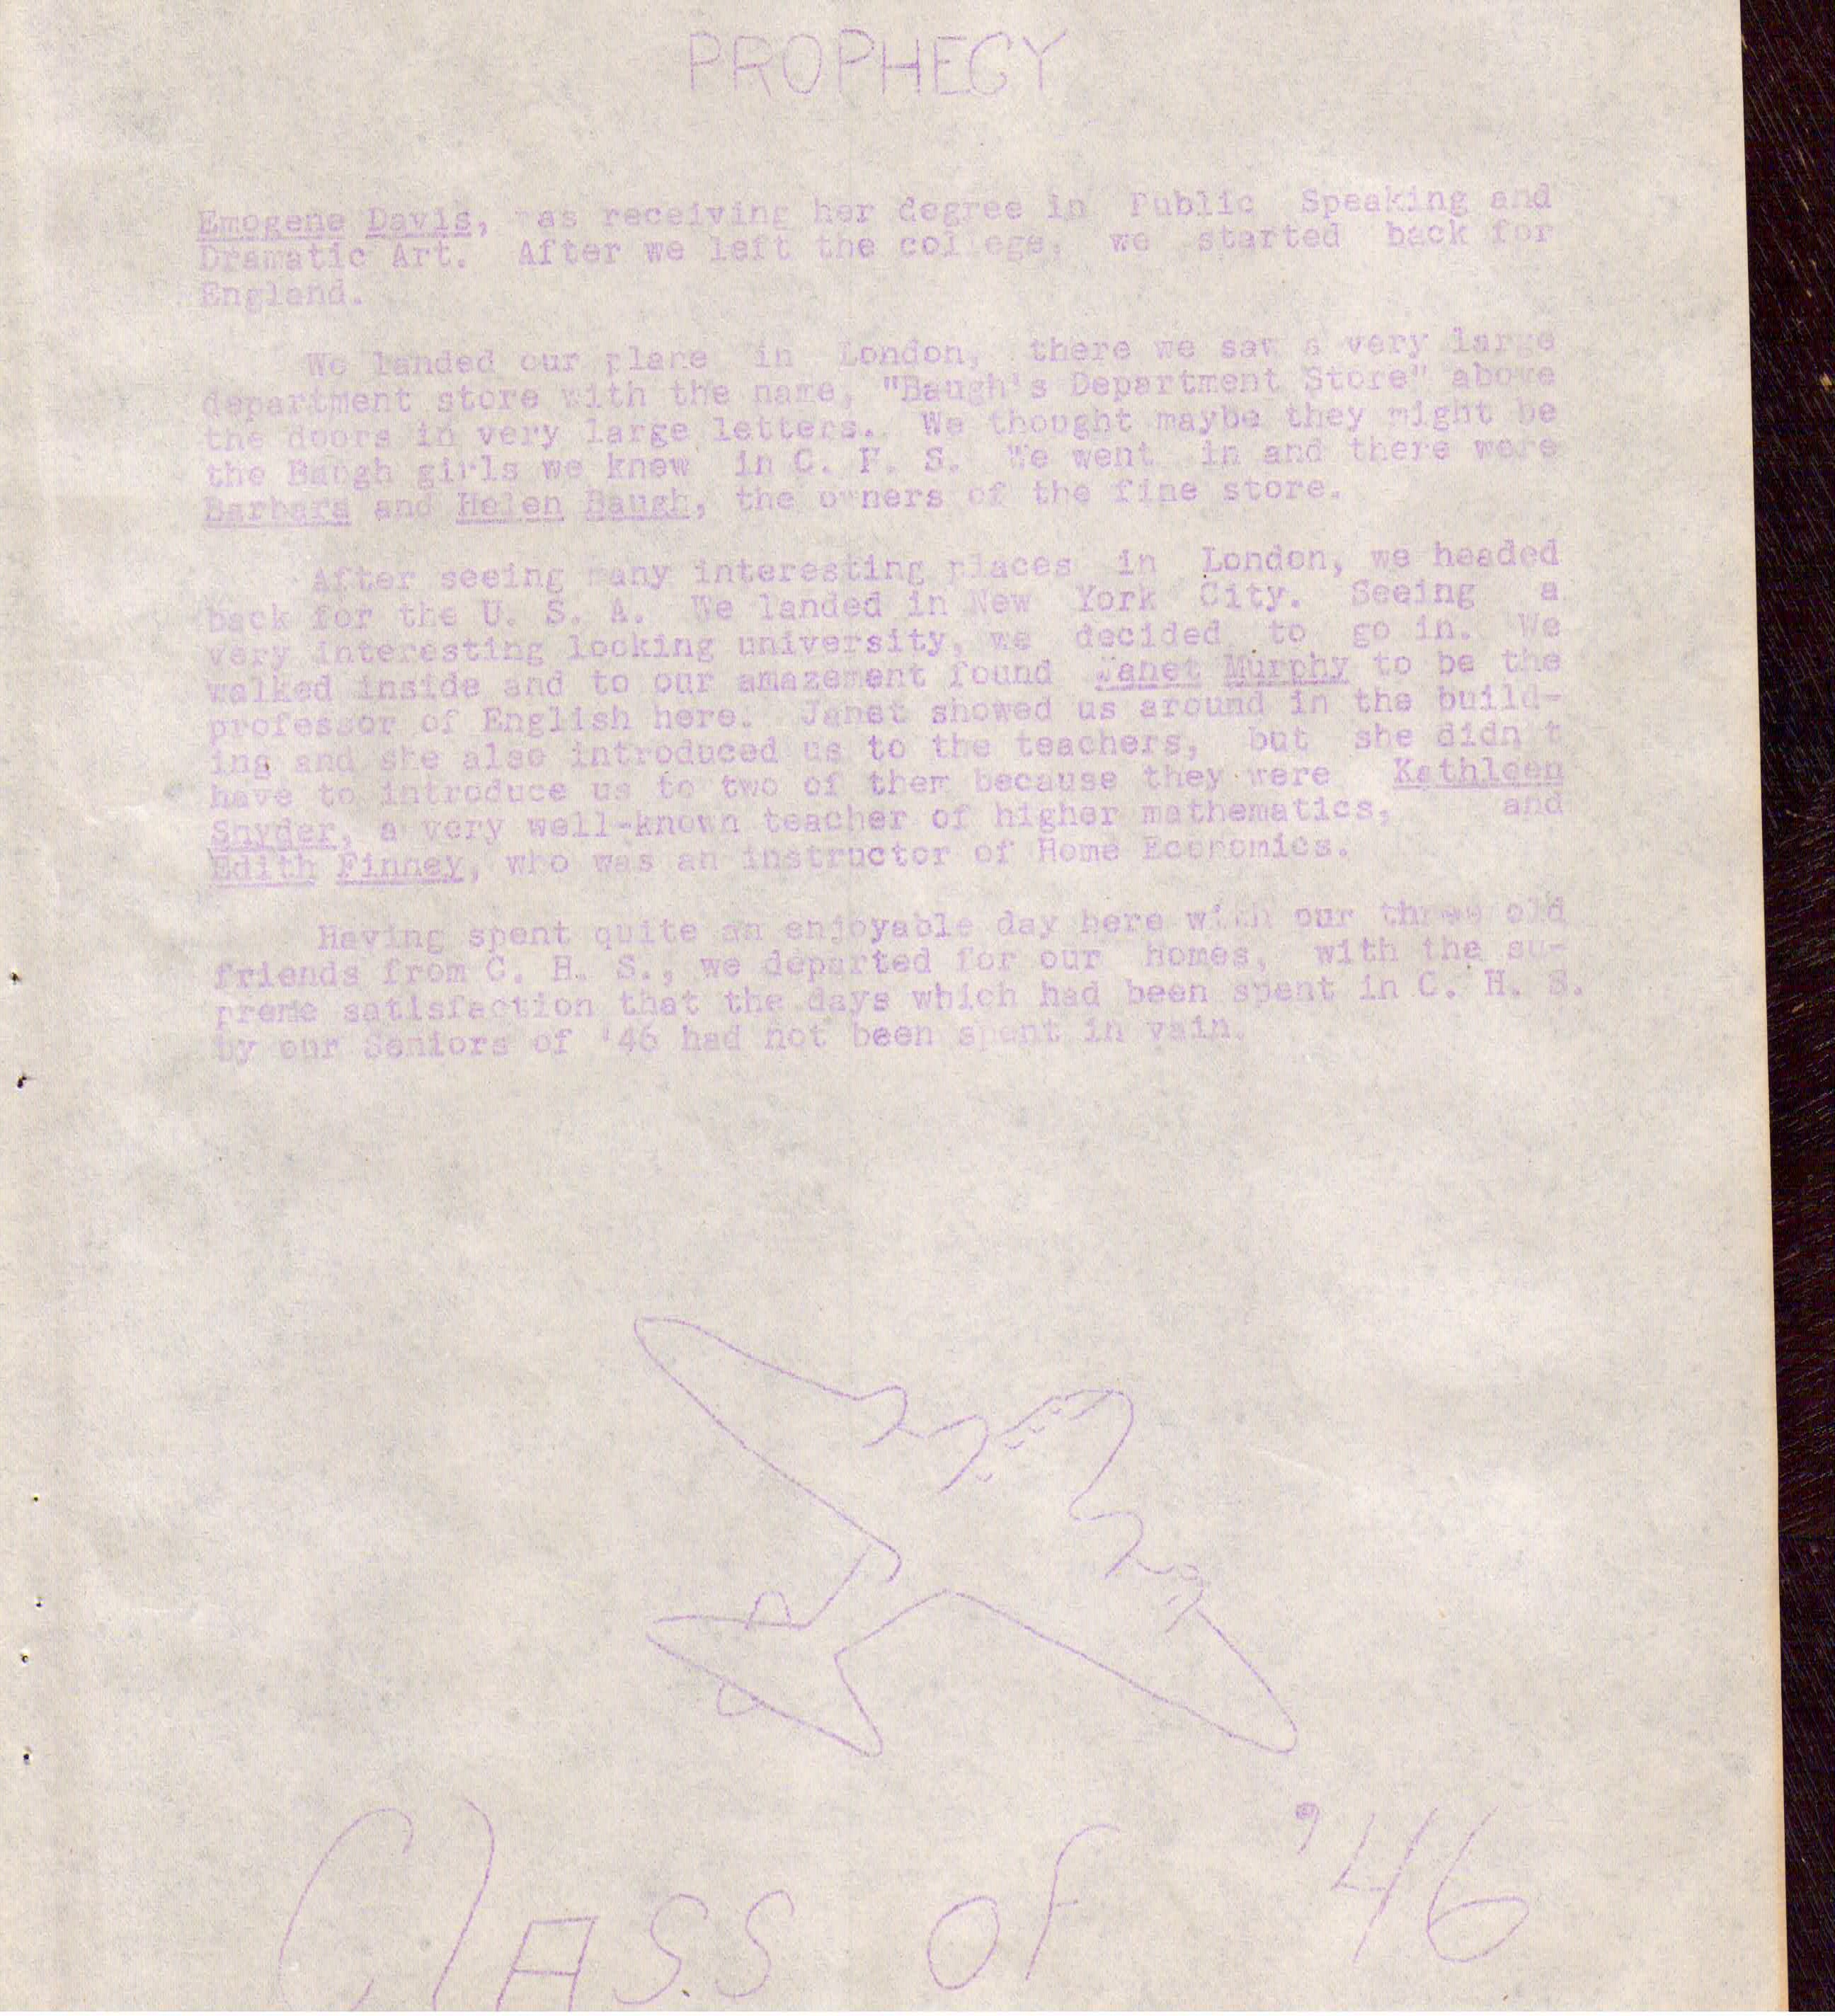 PROPHECY
Emogene Davis, was receiving her degree in Public Speaking and
Dramatic Art. After we left the college, we started back for
England.
We landed our plane in London, there we saw a very large
department store with the name, "Baugh's Department Store" above
the doors in very large letters. We thought maybe they might be
the Baugh girls we knew in C. H. S. We went in and there were
Barbara and Helen Baugh, the owners of the fine store.
After seeing many interesting places in London, we headed
back for the U. S. A. We landed in New York City. Seeing a
very interesting looking university, we decided to go in. We
walked inside and to our amazement found Janet Murphy to be the
professor of English here. Janet showed us around in the build-
ing and she also introduced us to the teachers, but she didn't
have to introduce us to two of them because they were Kathleen
Snyder, a very well-known teacher of higher mathematics, and
Edith Finney, who was an instructor of Home Economics.
Having spent quite an enjoyable day here with our three old
friends from C. H. S., we departed for our homes, with the su-
preme satisfaction that the days which had been spent in C. H. S.
by our Seniors of '46 had not been spent in vain.
Class of '46